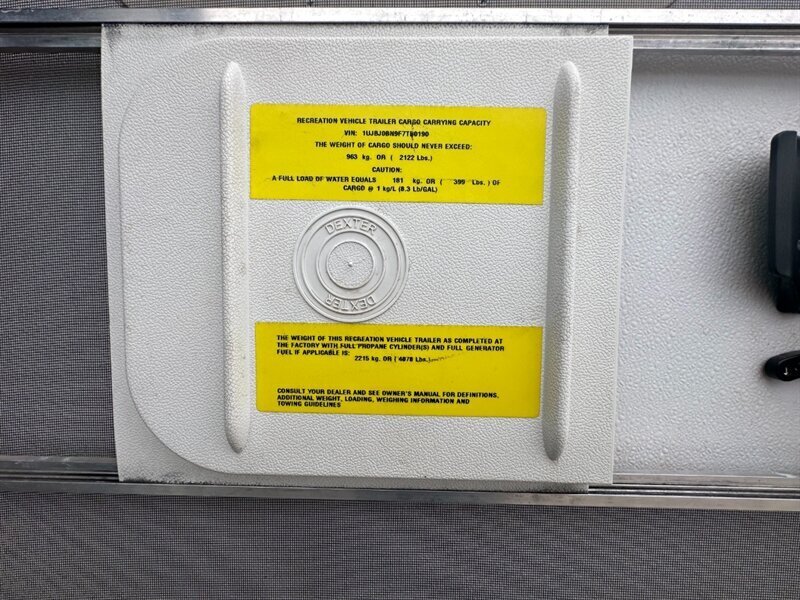 RECREATION VEHICLE TRAILER CARGO CARRYING CAPACITY
VIN: 1UJBJ0BN9F7T80190
THE WEIGHT OF CARGO SHOULD NEVER EXCEED:
963 kg. OR ( 2122 Lbs.)
CAUTION:
A FULL LOAD OF WATER EQUALS 181 kg. OR ( 399 Lbs. ) OF
CARGO @ 1 kg/L (8.3 Lb/GAL)
DEXTER
DEXTER
THE WEIGHT OF THIS RECREATION VEHICLE TRAILER AS COMPLETED AT
THE FACTORY WITH FULL PROPANE CYLINDER(S) AND FULL GENERATOR
FUEL IF APPLICABLE IS:
2215 kg. OR ( 4878 Lbs.)
CONSULT YOUR DEALER AND SEE OWNER'S MANUAL FOR DEFINITIONS,
ADDITIONAL WEIGHT, LOADING, WEIGHING INFORMATION AND
TOWING GUIDELINES